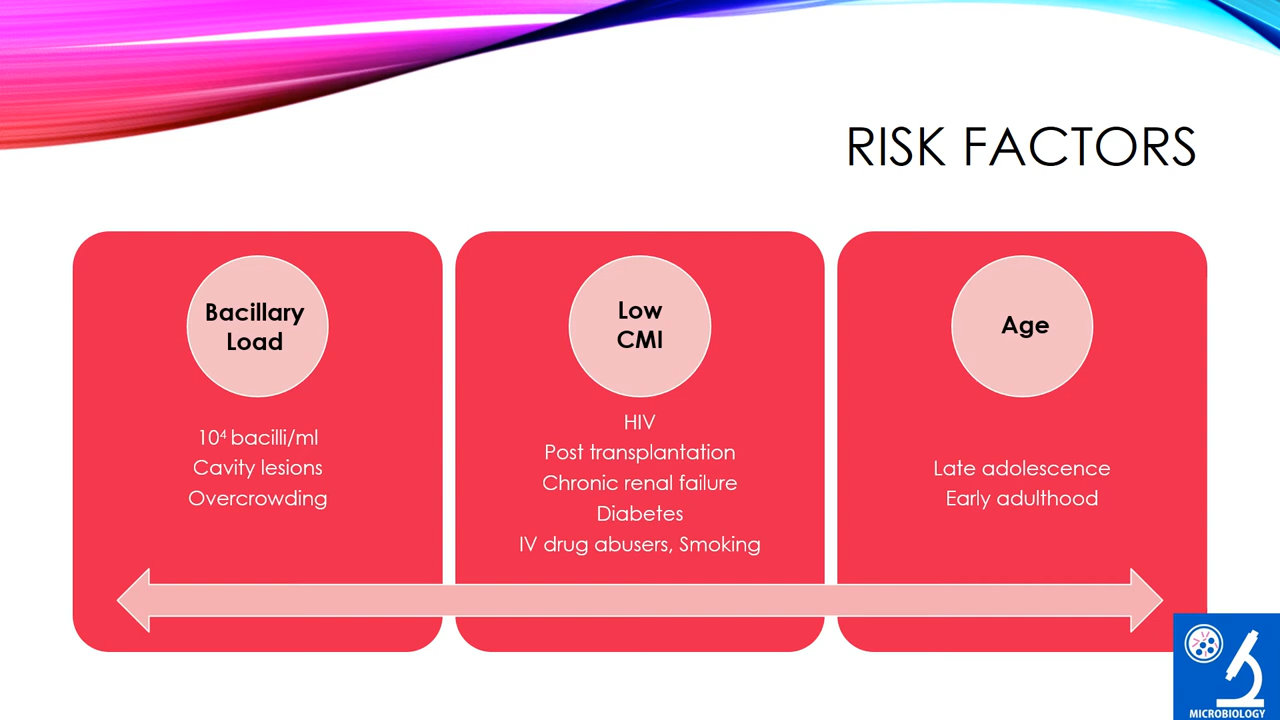 RISK FACTORS
Bacillary
Load
10⁴ bacilli/ml
Cavity lesions
Overcrowding
Low
CMI
HIV
Post transplantation
Chronic renal failure
Diabetes
IV drug abusers, Smoking
Age
Late adolescence
Early adulthood
MICROBIOLOGY